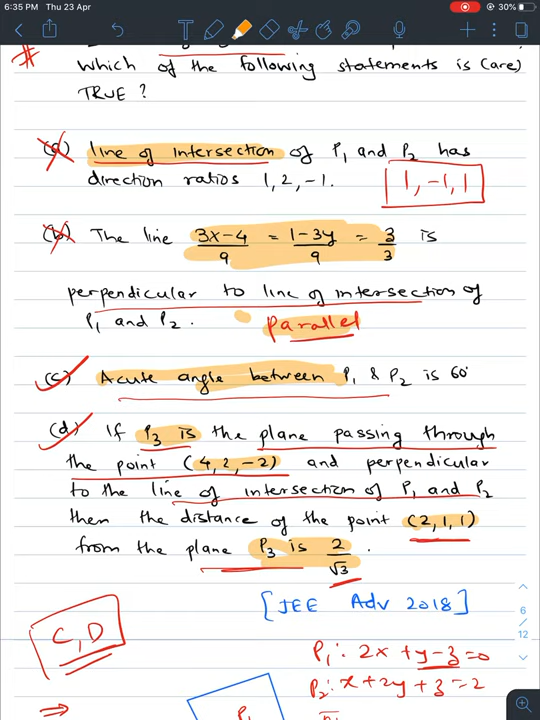 6:35 PM Thu 23 Apr
30%
which of the following statements is (are)
TRUE ?
(a) line of intersection of P₁ and P₂ has
direction ratios 1, 2, -1.
1, -1, 1
(b) The line 3x-4/9 = 1-3y/9 = z/3 is
perpendicular to line of intersection of
P₁ and P₂.
parallel
(c) Acute angle between P₁ & P₂ is 60°
(d) If P₃ is the plane passing through
the point (4, 2, -2) and perpendicular
to the line of intersection of P₁ and P₂
then the distance of the point (2, 1, 1)
from the plane P₃ is 2/√3.
[JEE Adv 2018]
6
12
C, D
P₁: 2x + y - z = 0
P₂: x + 2y + z = 2
⇒
P₁